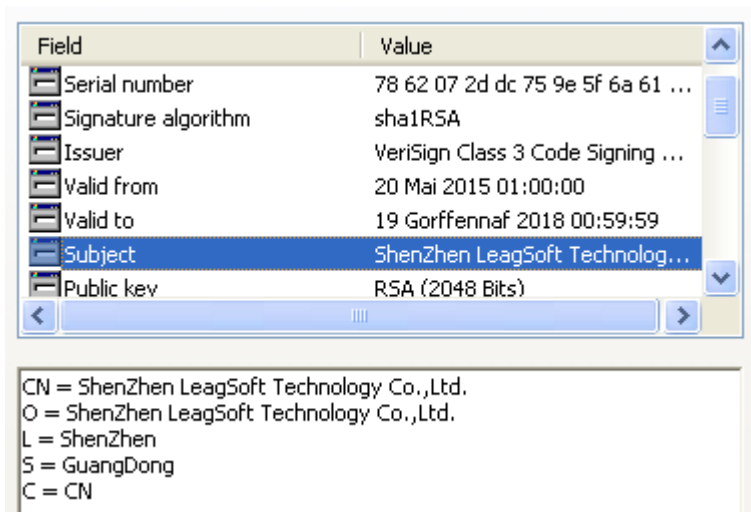 Field Value
Serial number 78 62 07 2d dc 75 9e 5f 6a 61 ...
Signature algorithm sha1RSA
Issuer VeriSign Class 3 Code Signing ...
Valid from 20 Mai 2015 01:00:00
Valid to 19 Gorffennaf 2018 00:59:59
Subject ShenZhen LeagSoft Technolog...
Public key RSA (2048 Bits)
CN = ShenZhen LeagSoft Technology Co.,Ltd.
O = ShenZhen LeagSoft Technology Co.,Ltd.
L = ShenZhen
S = GuangDong
C = CN